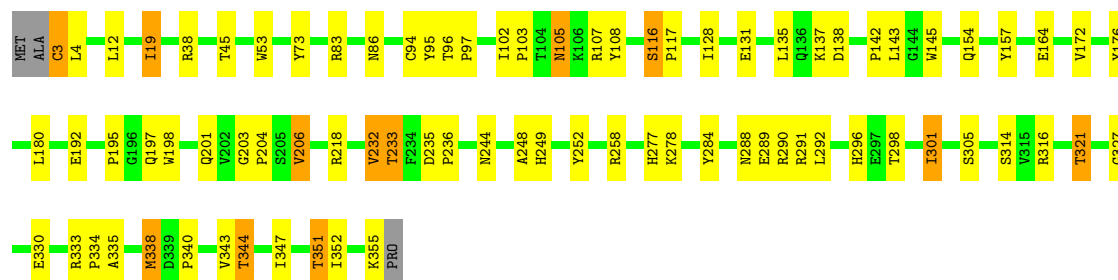 MET ALA C3 L4 L12 I19 R38 T45 W53 Y73 R83 N86 C94 Y95 T96 P97 I102 P103 T104 N105 K106 R107 Y108 S116 P117 I128 E131 L135 Q136 K137 D138 P142 L143 G144 W145 Q154 Y157 E164 V172 Y176
L180 E192 P195 G196 Q197 W198 Q201 V202 G203 P204 S205 V206 R218 V232 T233 F234 D235 P236 N244 A248 H249 Y252 R258 H277 K278 Y284 N288 E289 R290 R291 L292 H296 E297 T298 I301 S305 S314 V315 R316 T321
E330 R333 P334 A335 M338 D339 P340 V343 T344 I347 T351 I352 K355 PRO